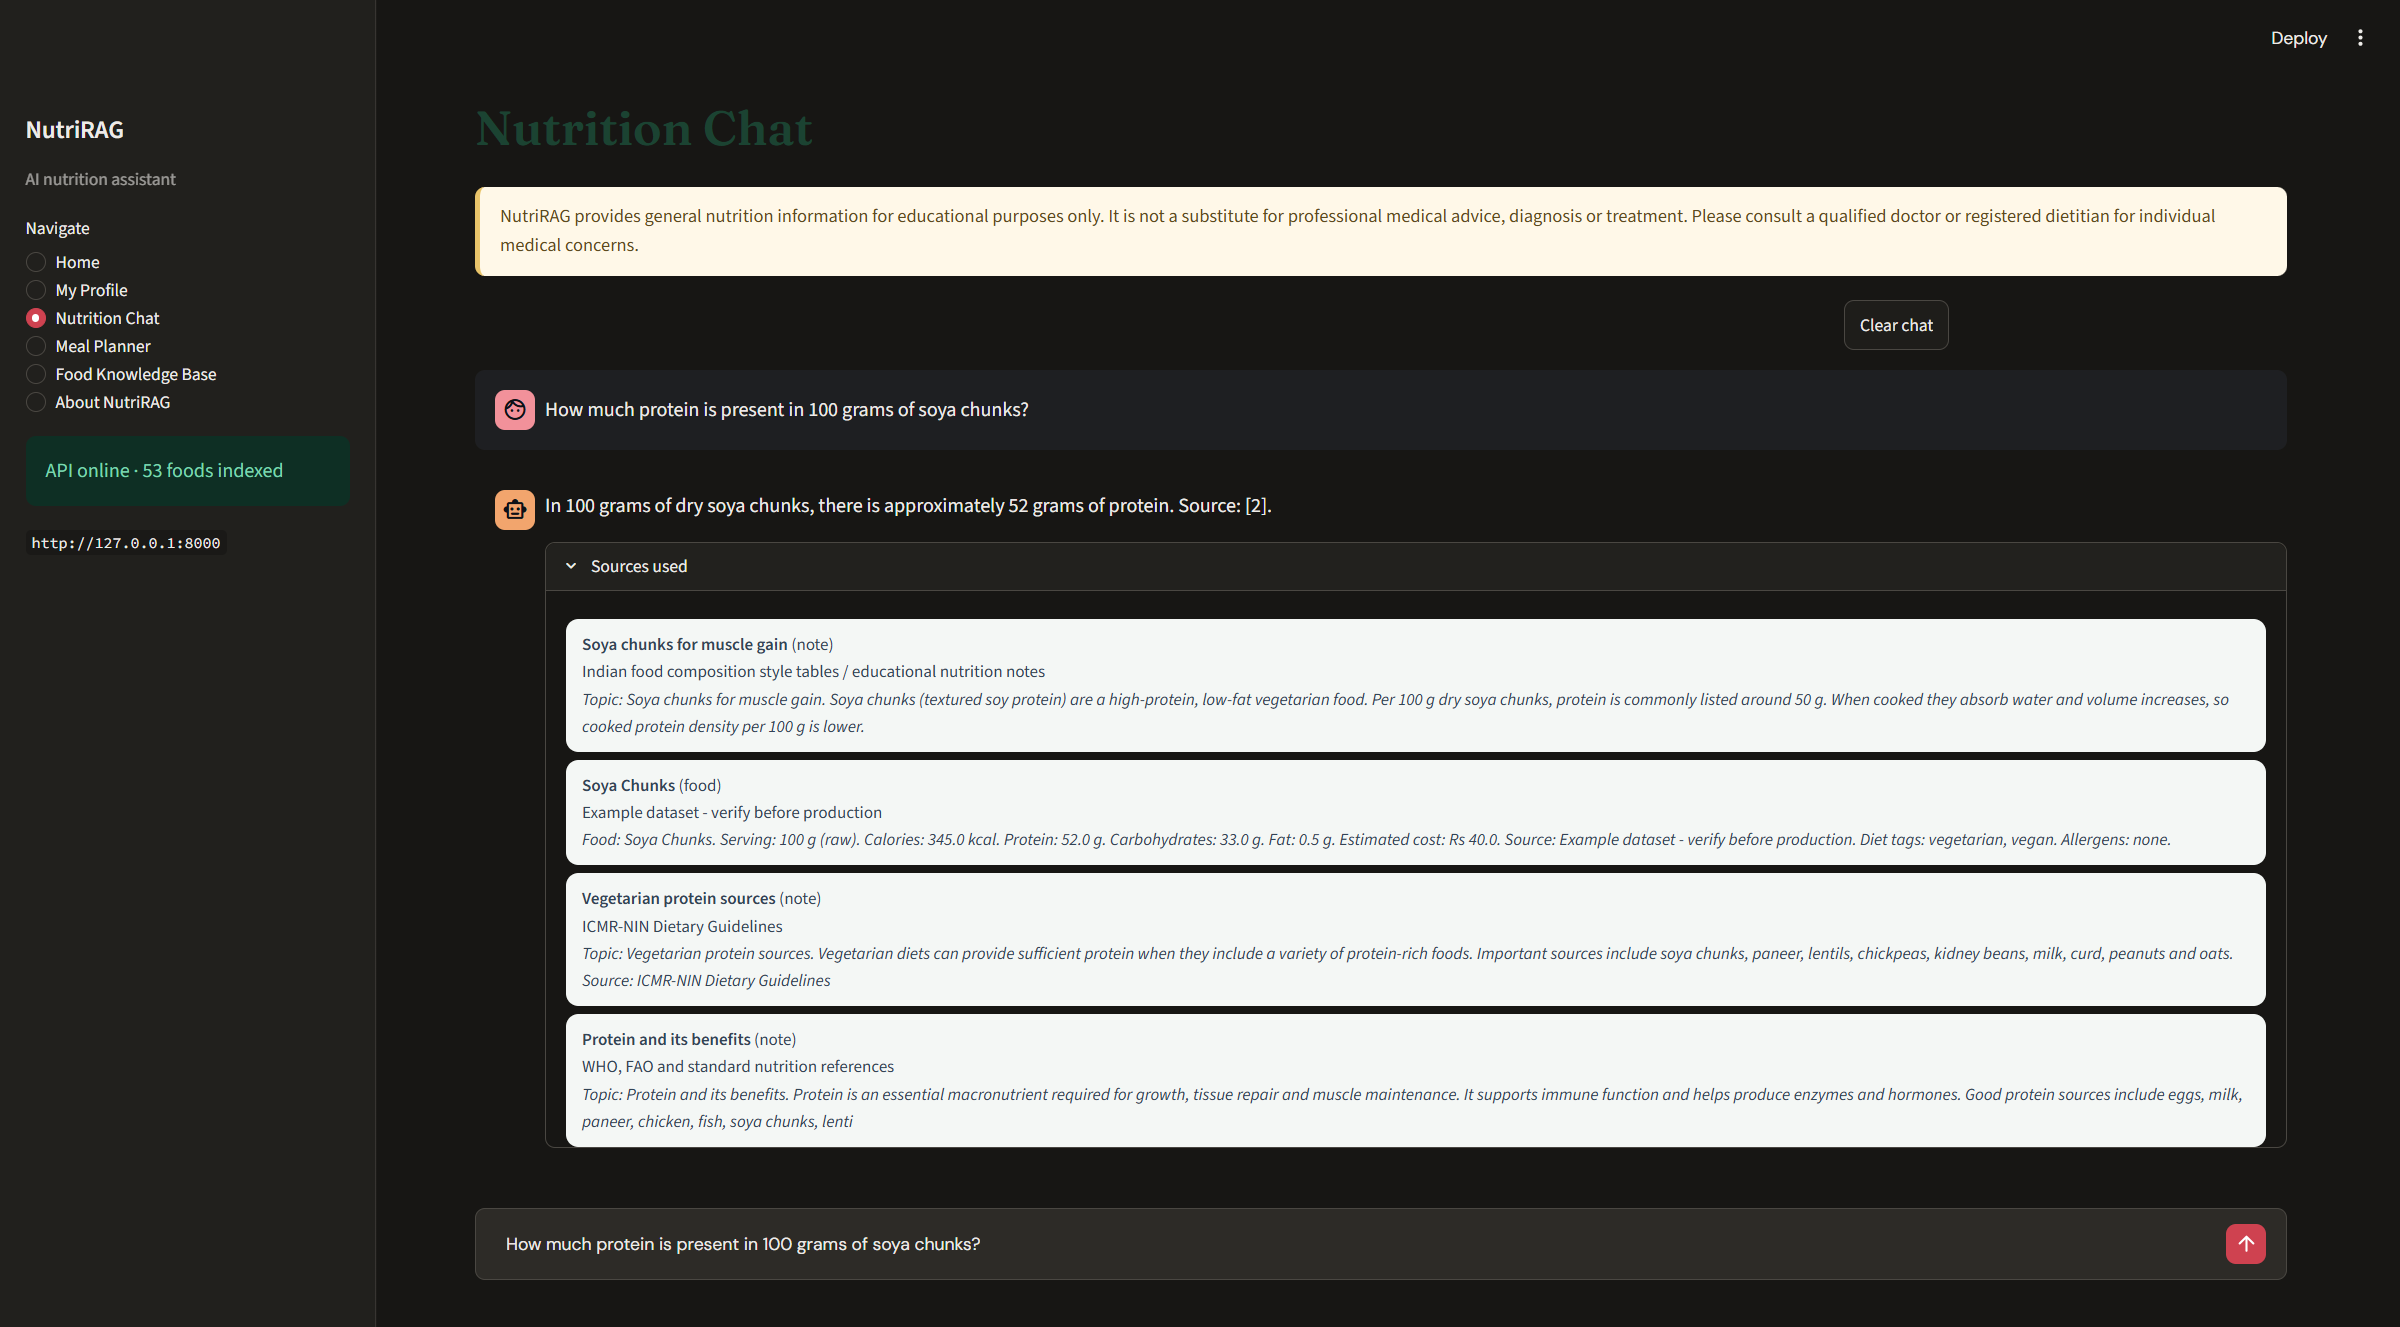 Deploy
NutriRAG
AI nutrition assistant
Navigate
Home
My Profile
Nutrition Chat
Meal Planner
Food Knowledge Base
About NutriRAG
API online · 53 foods indexed
http://127.0.0.1:8000
Nutrition Chat
NutriRAG provides general nutrition information for educational purposes only. It is not a substitute for professional medical advice, diagnosis or treatment. Please consult a qualified doctor or registered dietitian for individual
medical concerns.
Clear chat
How much protein is present in 100 grams of soya chunks?
In 100 grams of dry soya chunks, there is approximately 52 grams of protein. Source: [2].
Sources used
Soya chunks for muscle gain (note)
Indian food composition style tables / educational nutrition notes
Topic: Soya chunks for muscle gain. Soya chunks (textured soy protein) are a high-protein, low-fat vegetarian food. Per 100 g dry soya chunks, protein is commonly listed around 50 g. When cooked they absorb water and volume increases, so
cooked protein density per 100 g is lower.
Soya Chunks (food)
Example dataset - verify before production
Food: Soya Chunks. Serving: 100 g (raw). Calories: 345.0 kcal. Protein: 52.0 g. Carbohydrates: 33.0 g. Fat: 0.5 g. Estimated cost: Rs 40.0. Source: Example dataset - verify before production. Diet tags: vegetarian, vegan. Allergens: none.
Vegetarian protein sources (note)
ICMR-NIN Dietary Guidelines
Topic: Vegetarian protein sources. Vegetarian diets can provide sufficient protein when they include a variety of protein-rich foods. Important sources include soya chunks, paneer, lentils, chickpeas, kidney beans, milk, curd, peanuts and oats.
Source: ICMR-NIN Dietary Guidelines
Protein and its benefits (note)
WHO, FAO and standard nutrition references
Topic: Protein and its benefits. Protein is an essential macronutrient required for growth, tissue repair and muscle maintenance. It supports immune function and helps produce enzymes and hormones. Good protein sources include eggs, milk,
paneer, chicken, fish, soya chunks, lenti
How much protein is present in 100 grams of soya chunks?